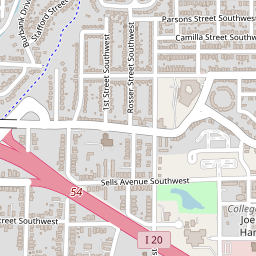 Burbank Drive
Stafford Street
Parsons Street Southwest
Camilla Street Southwest
1st Street Southwest
Rosser Street Southwest
Sells Avenue Southwest
54
Street Southwest
I 20
College
Joe
Har